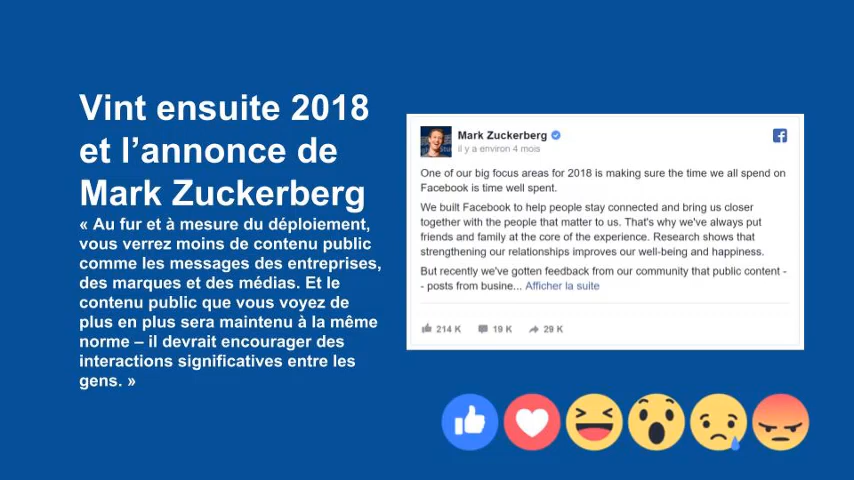 Vint ensuite 2018
et l’annonce de
Mark Zuckerberg
« Au fur et à mesure du déploiement,
vous verrez moins de contenu public
comme les messages des entreprises,
des marques et des médias. Et le
contenu public que vous voyez de
plus en plus sera maintenu à la même
norme – il devrait encourager des
interactions significatives entre les
gens. »
Mark Zuckerberg
il y a environ 4 mois
One of our big focus areas for 2018 is making sure the time we all spend on
Facebook is time well spent.
We built Facebook to help people stay connected and bring us closer
together with the people that matter to us. That's why we've always put
friends and family at the core of the experience. Research shows that
strengthening our relationships improves our well-being and happiness.
But recently we've gotten feedback from our community that public content -
- posts from busine... Afficher la suite
214 K 19 K 29 K